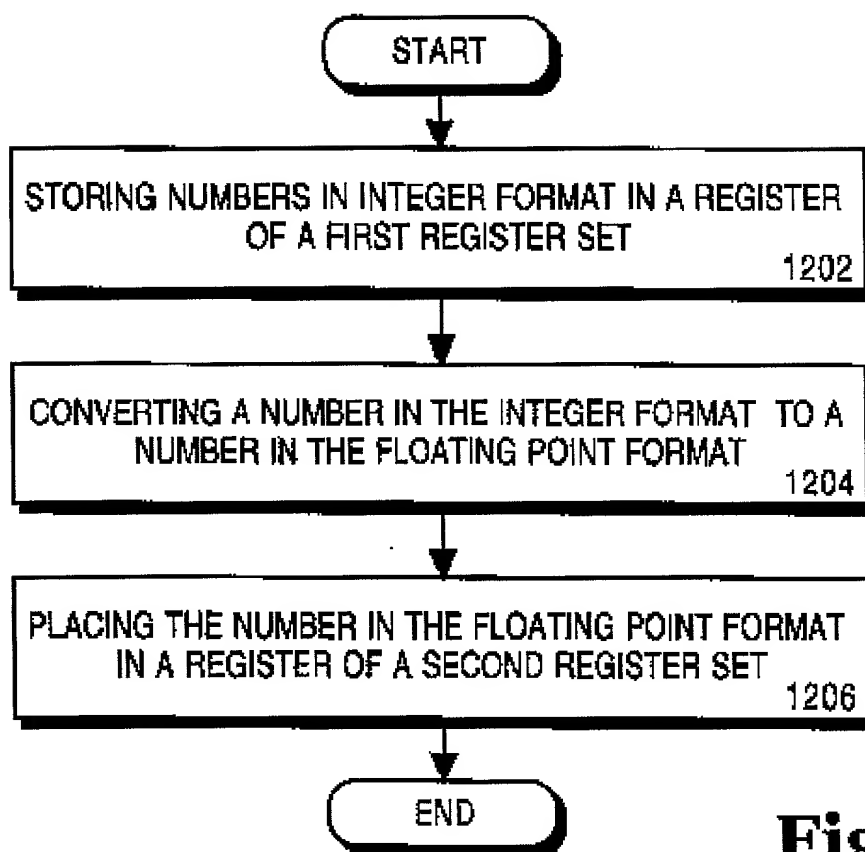 START
STORING NUMBERS IN INTEGER FORMAT IN A REGISTER
OF A FIRST REGISTER SET
1202
CONVERTING A NUMBER IN THE INTEGER FORMAT TO A
NUMBER IN THE FLOATING POINT FORMAT
1204
PLACING THE NUMBER IN THE FLOATING POINT FORMAT
IN A REGISTER OF A SECOND REGISTER SET
1206
END